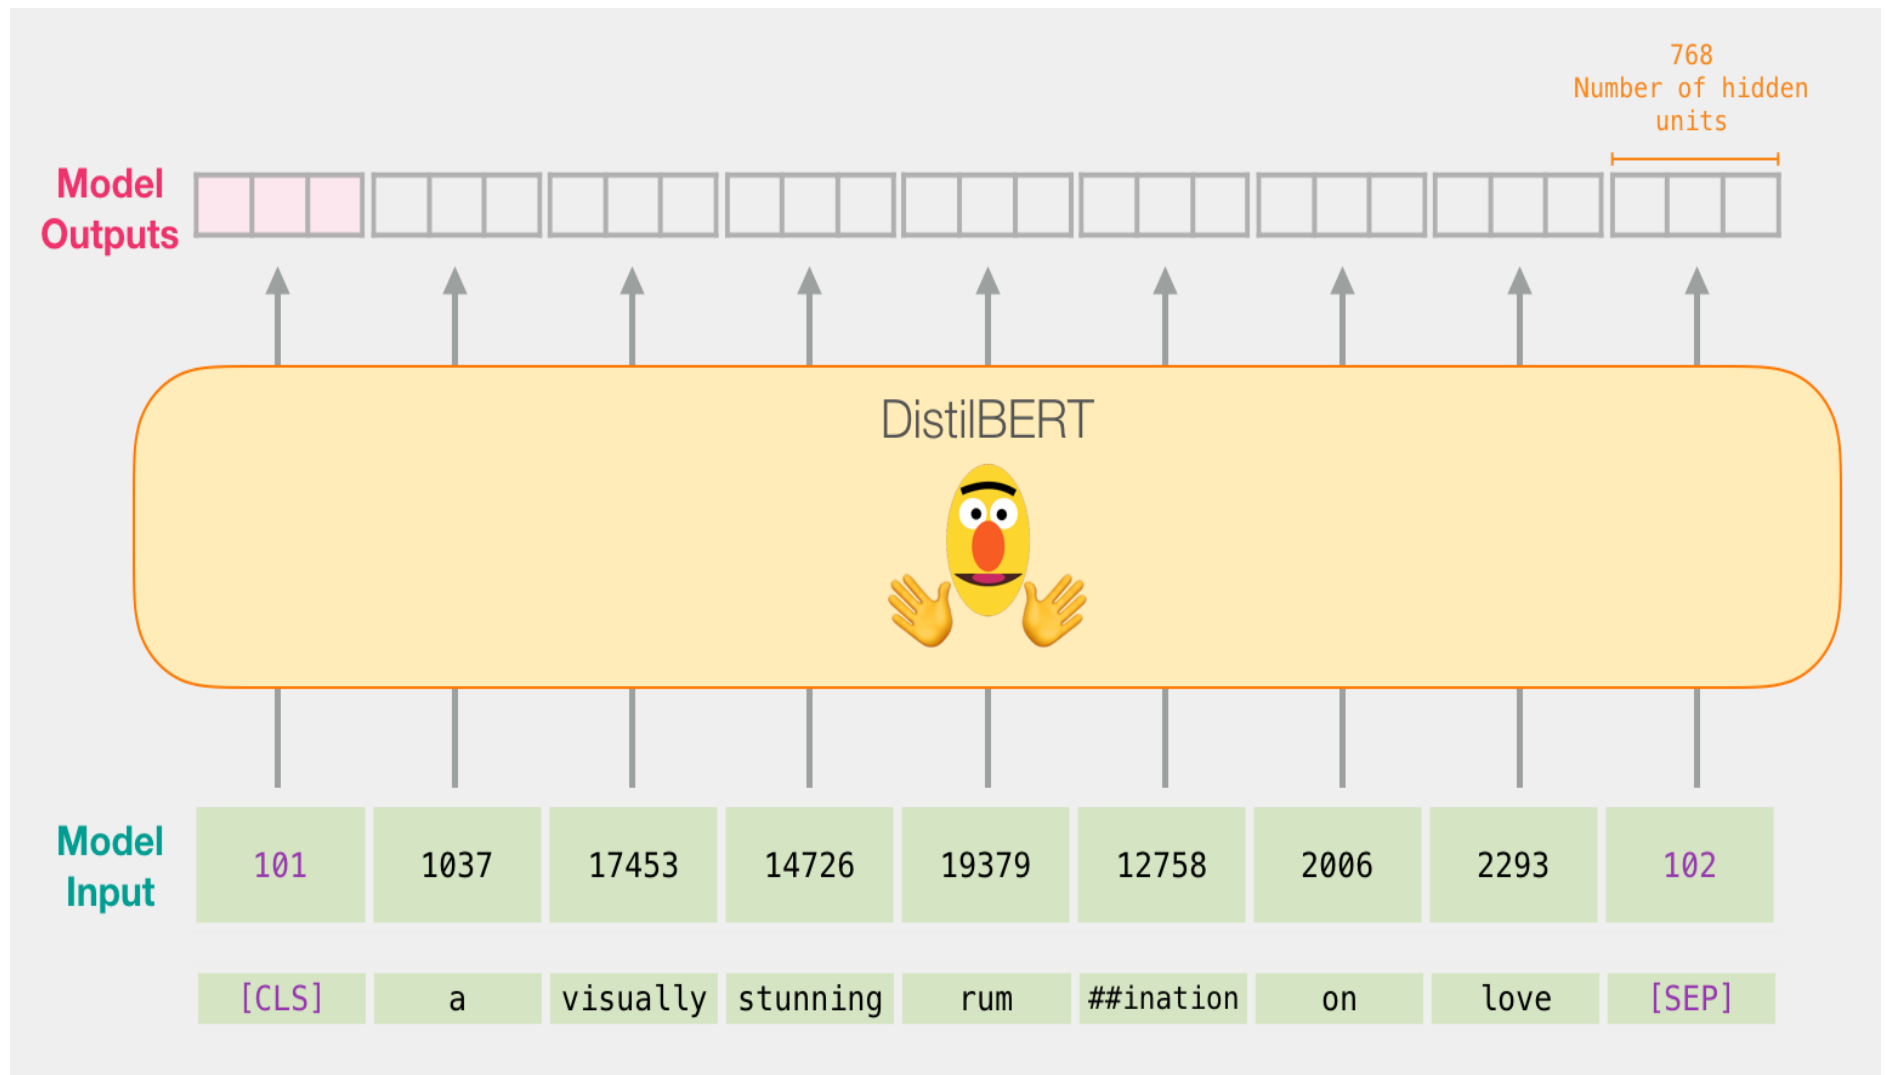 768
Number of hidden
units
Model
Outputs
DistilBERT
Model
Input
101 1037 17453 14726 19379 12758 2006 2293 102
[CLS] a visually stunning rum ##ination on love [SEP]